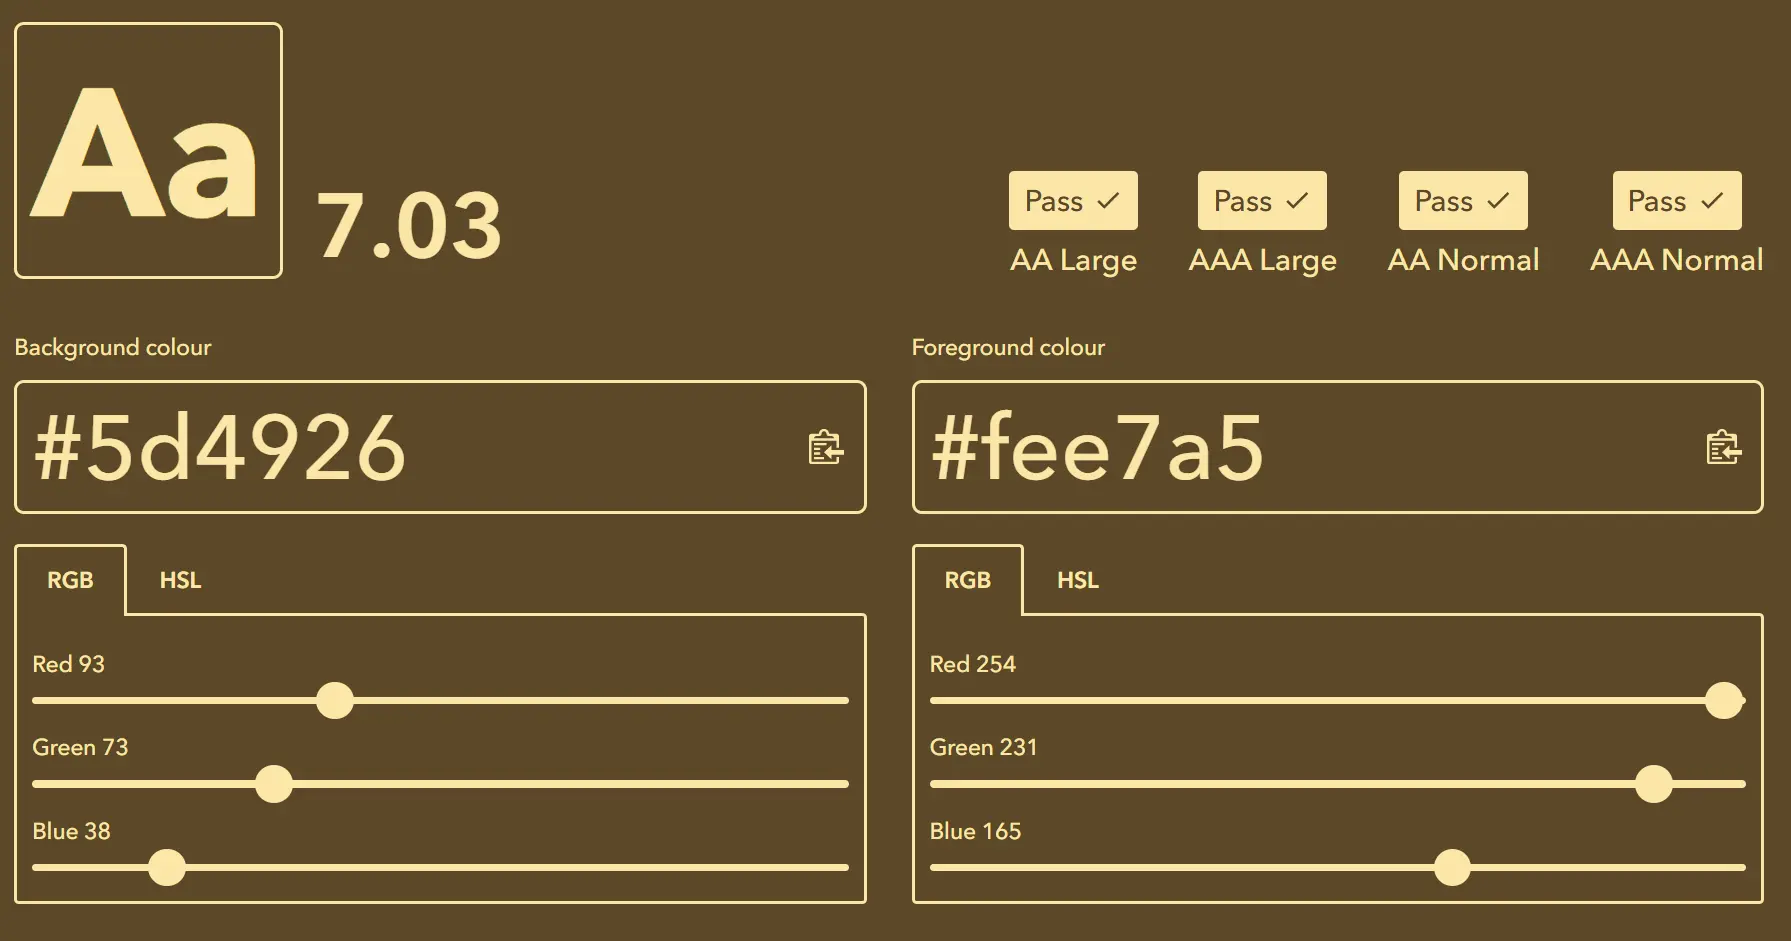 Aa
7.03
Pass ✓
AA Large
Pass ✓
AAA Large
Pass ✓
AA Normal
Pass ✓
AAA Normal
Background colour
#5d4926
RGB
HSL
Red 93
Green 73
Blue 38
Foreground colour
#fee7a5
RGB
HSL
Red 254
Green 231
Blue 165